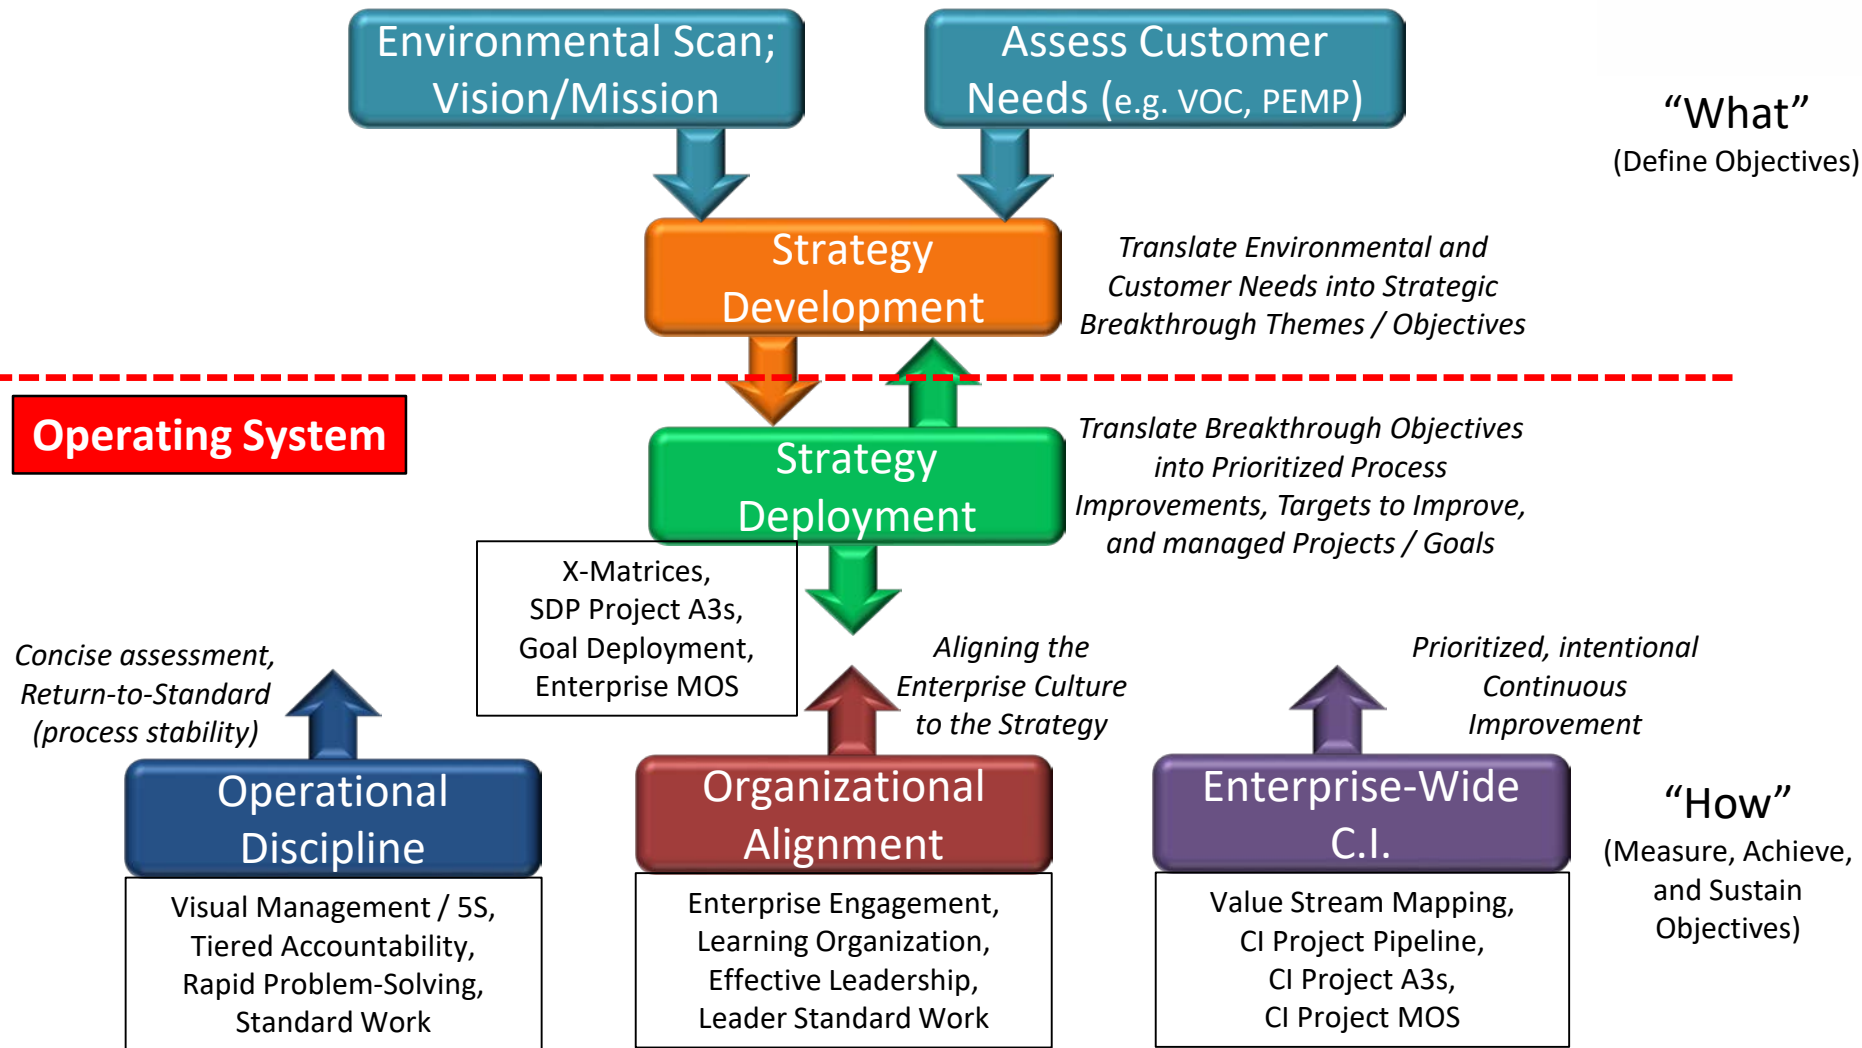 Environmental Scan;
Vision/Mission
Assess Customer
Needs (e.g. VOC, PEMP)
“What”
(Define Objectives)
Strategy
Development
Translate Environmental and
Customer Needs into Strategic
Breakthrough Themes / Objectives
Operating System
Strategy
Deployment
Translate Breakthrough Objectives
into Prioritized Process
Improvements, Targets to Improve,
and managed Projects / Goals
X-Matrices,
SDP Project A3s,
Goal Deployment,
Enterprise MOS
Concise assessment,
Return-to-Standard
(process stability)
Aligning the
Enterprise Culture
to the Strategy
Prioritized, intentional
Continuous
Improvement
Operational
Discipline
Visual Management / 5S,
Tiered Accountability,
Rapid Problem-Solving,
Standard Work
Organizational
Alignment
Enterprise Engagement,
Learning Organization,
Effective Leadership,
Leader Standard Work
Enterprise-Wide
C.I.
Value Stream Mapping,
CI Project Pipeline,
CI Project A3s,
CI Project MOS
“How”
(Measure, Achieve,
and Sustain
Objectives)